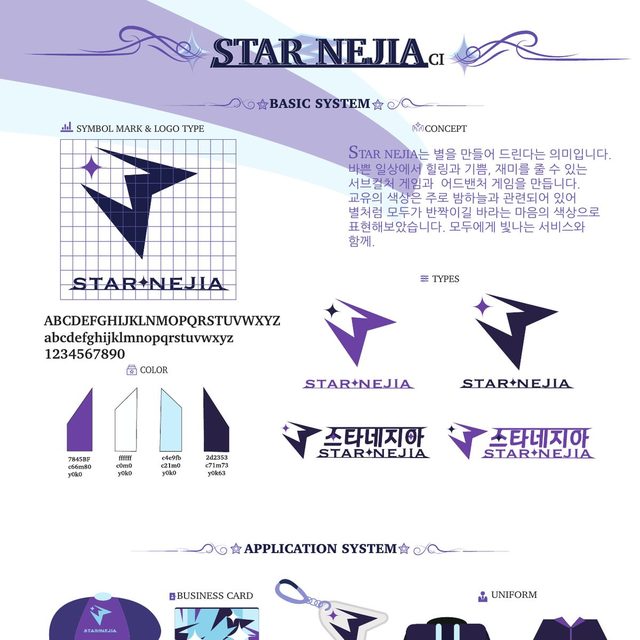 STAR NEJIA CI
BASIC SYSTEM
SYMBOL MARK & LOGO TYPE
STAR NEJIA
ABCDEFGHIJKLNMOPQRSTUVWXYZ
abcdefghijklmnopqrstuvwxyz
1234567890
COLOR
7845BF
c66m80
y0k0
ffffff
c0m0
y0k0
c4e9fb
c21m0
y0k0
2d2353
c71m73
y0k63
CONCEPT
STAR NEJIA는 별을 만들어 드린다는 의미입니다.
바쁜 일상에서 힐링과 기쁨, 재미를 줄 수 있는
서브컬처 게임과 어드밴처 게임을 만듭니다.
교유의 색상은 주로 밤하늘과 관련되어 있어
별처럼 모두가 반짝이길 바라는 마음의 색상으로
표현해보았습니다. 모두에게 빛나는 서비스와
함께.
TYPES
STAR NEJIA
STAR NEJIA
스타네지아
STAR NEJIA
스타네지아
STAR NEJIA
APPLICATION SYSTEM
STAR NEJIA
BUSINESS CARD
UNIFORM